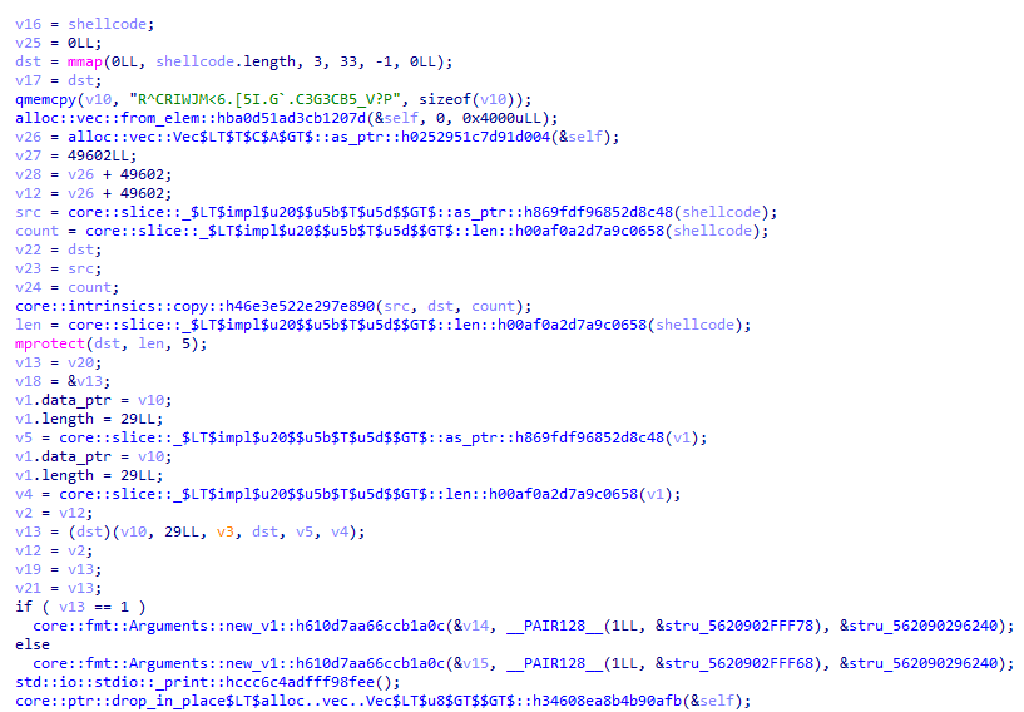 v16 = shellcode;
v25 = 0LL;
dst = mmap(0LL, shellcode.length, 3, 33, -1, 0LL);
v17 = dst;
qmemcpy(v10, "R^CRIWJM<6.[5I.G`.C3G3CB5_V?P", sizeof(v10));
alloc::vec::from_elem::hba0d51ad3cb1207d(&self, 0, 0x4000uLL);
v26 = alloc::vec::Vec$LT$T$C$A$GT$::as_ptr::h0252951c7d91d004(&self);
v27 = 49602LL;
v28 = v26 + 49602;
v12 = v26 + 49602;
src = core::slice::_$LT$impl$u20$$u5b$T$u5d$$GT$::as_ptr::h869fdf96852d8c48(shellcode);
count = core::slice::_$LT$impl$u20$$u5b$T$u5d$$GT$::len::h00af0a2d7a9c0658(shellcode);
v22 = dst;
v23 = src;
v24 = count;
core::intrinsics::copy::h46e3e522e297e890(src, dst, count);
len = core::slice::_$LT$impl$u20$$u5b$T$u5d$$GT$::len::h00af0a2d7a9c0658(shellcode);
mprotect(dst, len, 5);
v13 = v20;
v18 = &v13;
v1.data_ptr = v10;
v1.length = 29LL;
v5 = core::slice::_$LT$impl$u20$$u5b$T$u5d$$GT$::as_ptr::h869fdf96852d8c48(v1);
v1.data_ptr = v10;
v1.length = 29LL;
v4 = core::slice::_$LT$impl$u20$$u5b$T$u5d$$GT$::len::h00af0a2d7a9c0658(v1);
v2 = v12;
v13 = (dst)(v10, 29LL, v3, dst, v5, v4);
v12 = v2;
v19 = v13;
v21 = v13;
if ( v13 == 1 )
  core::fmt::Arguments::new_v1::h610d7aa66ccb1a0c(&v14, __PAIR128__(1LL, &stru_5620902FFF78), &stru_562090296240);
else
  core::fmt::Arguments::new_v1::h610d7aa66ccb1a0c(&v15, __PAIR128__(1LL, &stru_5620902FFF68), &stru_562090296240);
std::io::stdio::_print::hccc6c4adfff98fee();
core::ptr::drop_in_place$LT$alloc..vec..Vec$LT$u8$GT$$GT$::h34608ea8b4b90afb(&self);